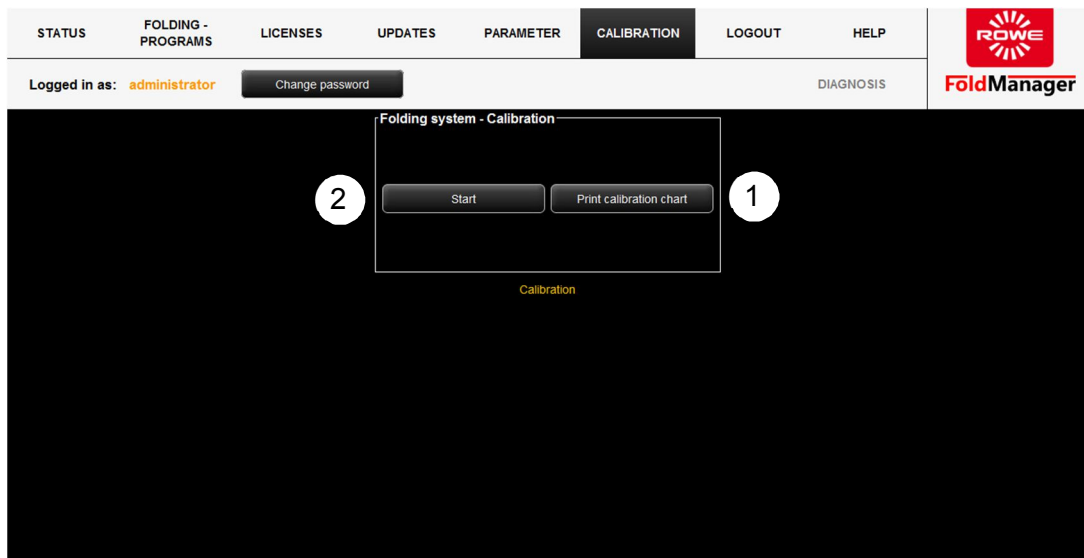 STATUS
FOLDING -
PROGRAMS
LICENSES
UPDATES
PARAMETER
CALIBRATION
LOGOUT
HELP
ROWE
Logged in as: administrator
Change password
DIAGNOSIS
FoldManager
Folding system - Calibration
2
Start
Print calibration chart
1
Calibration